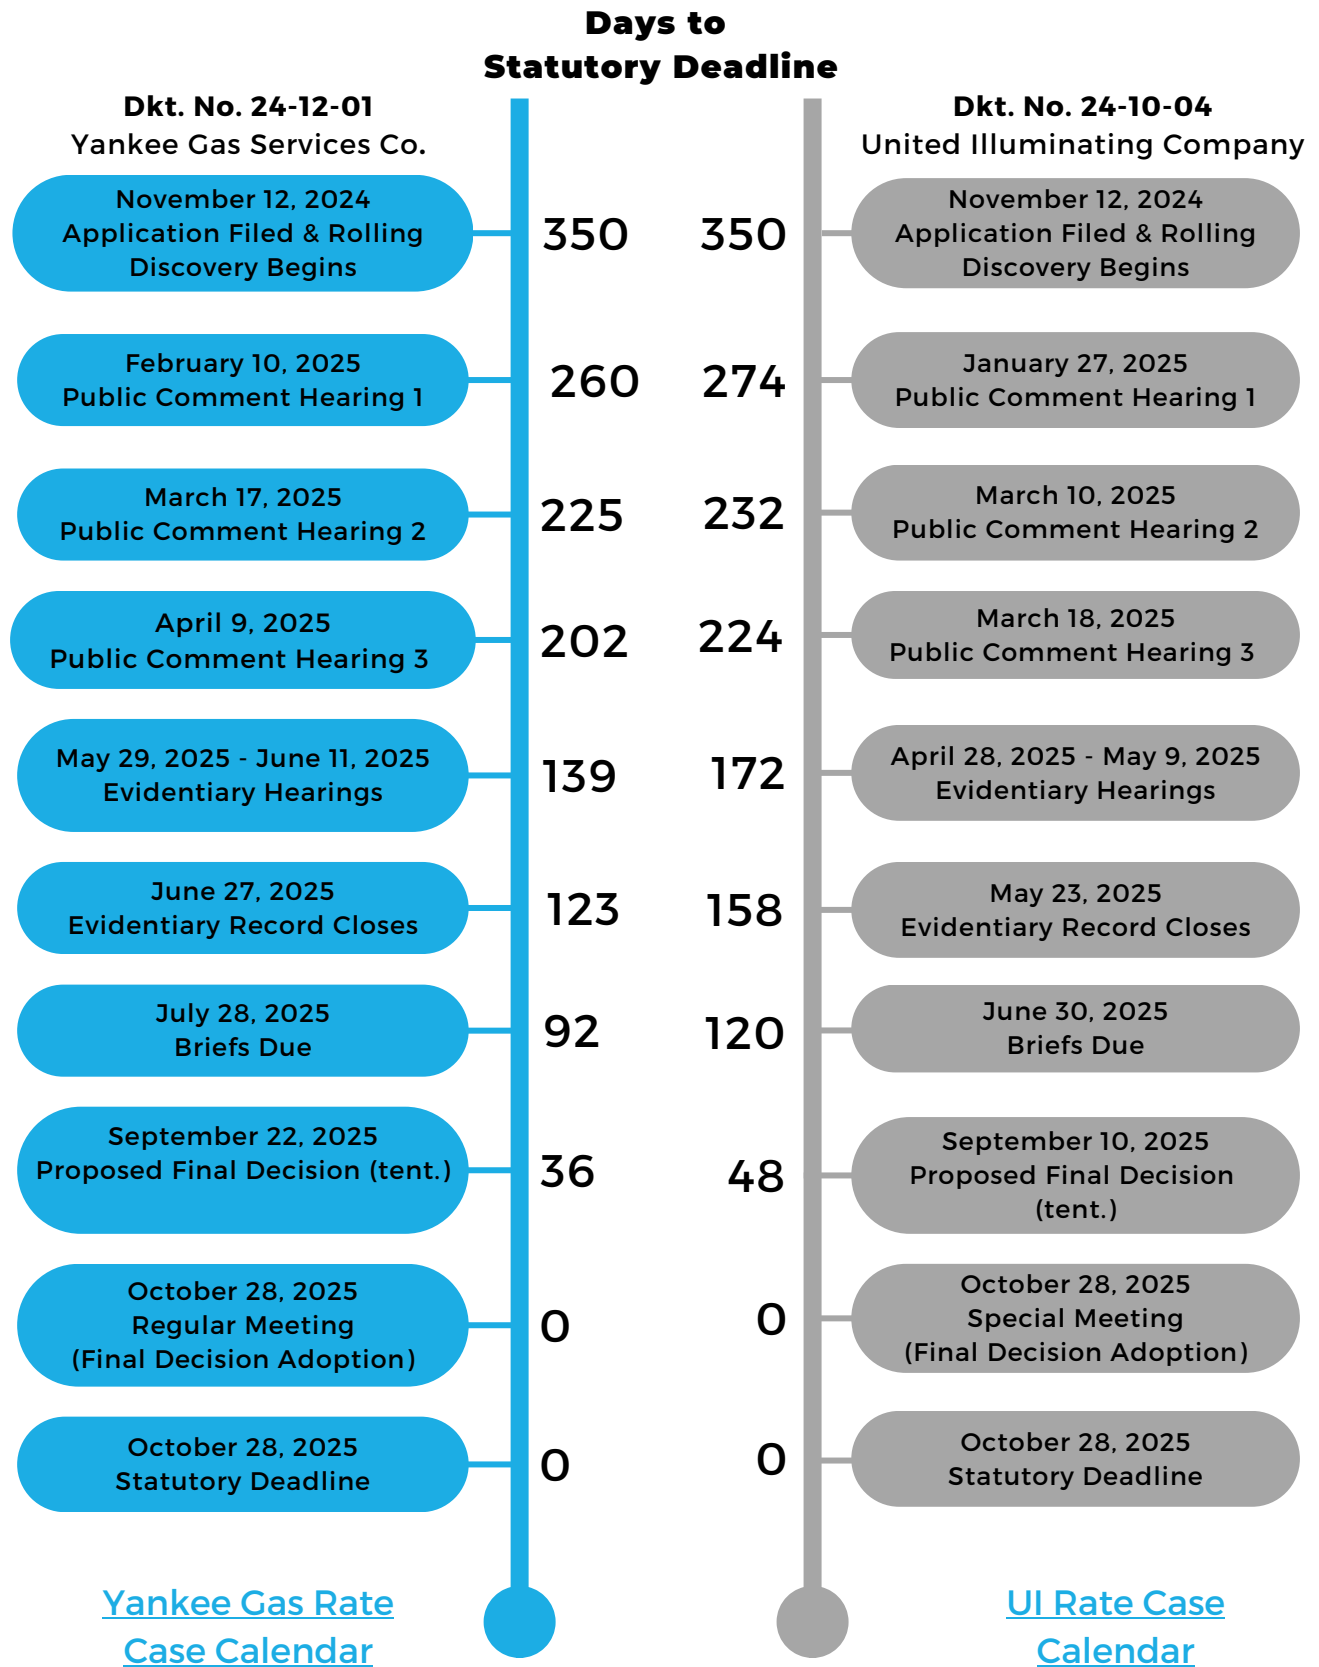 Days to
Statutory Deadline
Dkt. No. 24-12-01
Yankee Gas Services Co.
Dkt. No. 24-10-04
United Illuminating Company
November 12, 2024
Application Filed & Rolling
Discovery Begins
350
350
November 12, 2024
Application Filed & Rolling
Discovery Begins
February 10, 2025
Public Comment Hearing 1
260
274
January 27, 2025
Public Comment Hearing 1
March 17, 2025
Public Comment Hearing 2
225
232
March 10, 2025
Public Comment Hearing 2
April 9, 2025
Public Comment Hearing 3
202
224
March 18, 2025
Public Comment Hearing 3
May 29, 2025 - June 11, 2025
Evidentiary Hearings
139
172
April 28, 2025 - May 9, 2025
Evidentiary Hearings
June 27, 2025
Evidentiary Record Closes
123
158
May 23, 2025
Evidentiary Record Closes
July 28, 2025
Briefs Due
92
120
June 30, 2025
Briefs Due
September 22, 2025
Proposed Final Decision (tent.)
36
48
September 10, 2025
Proposed Final Decision
(tent.)
October 28, 2025
Regular Meeting
(Final Decision Adoption)
0
0
October 28, 2025
Special Meeting
(Final Decision Adoption)
October 28, 2025
Statutory Deadline
0
0
October 28, 2025
Statutory Deadline
Yankee Gas Rate
Case Calendar
UI Rate Case
Calendar